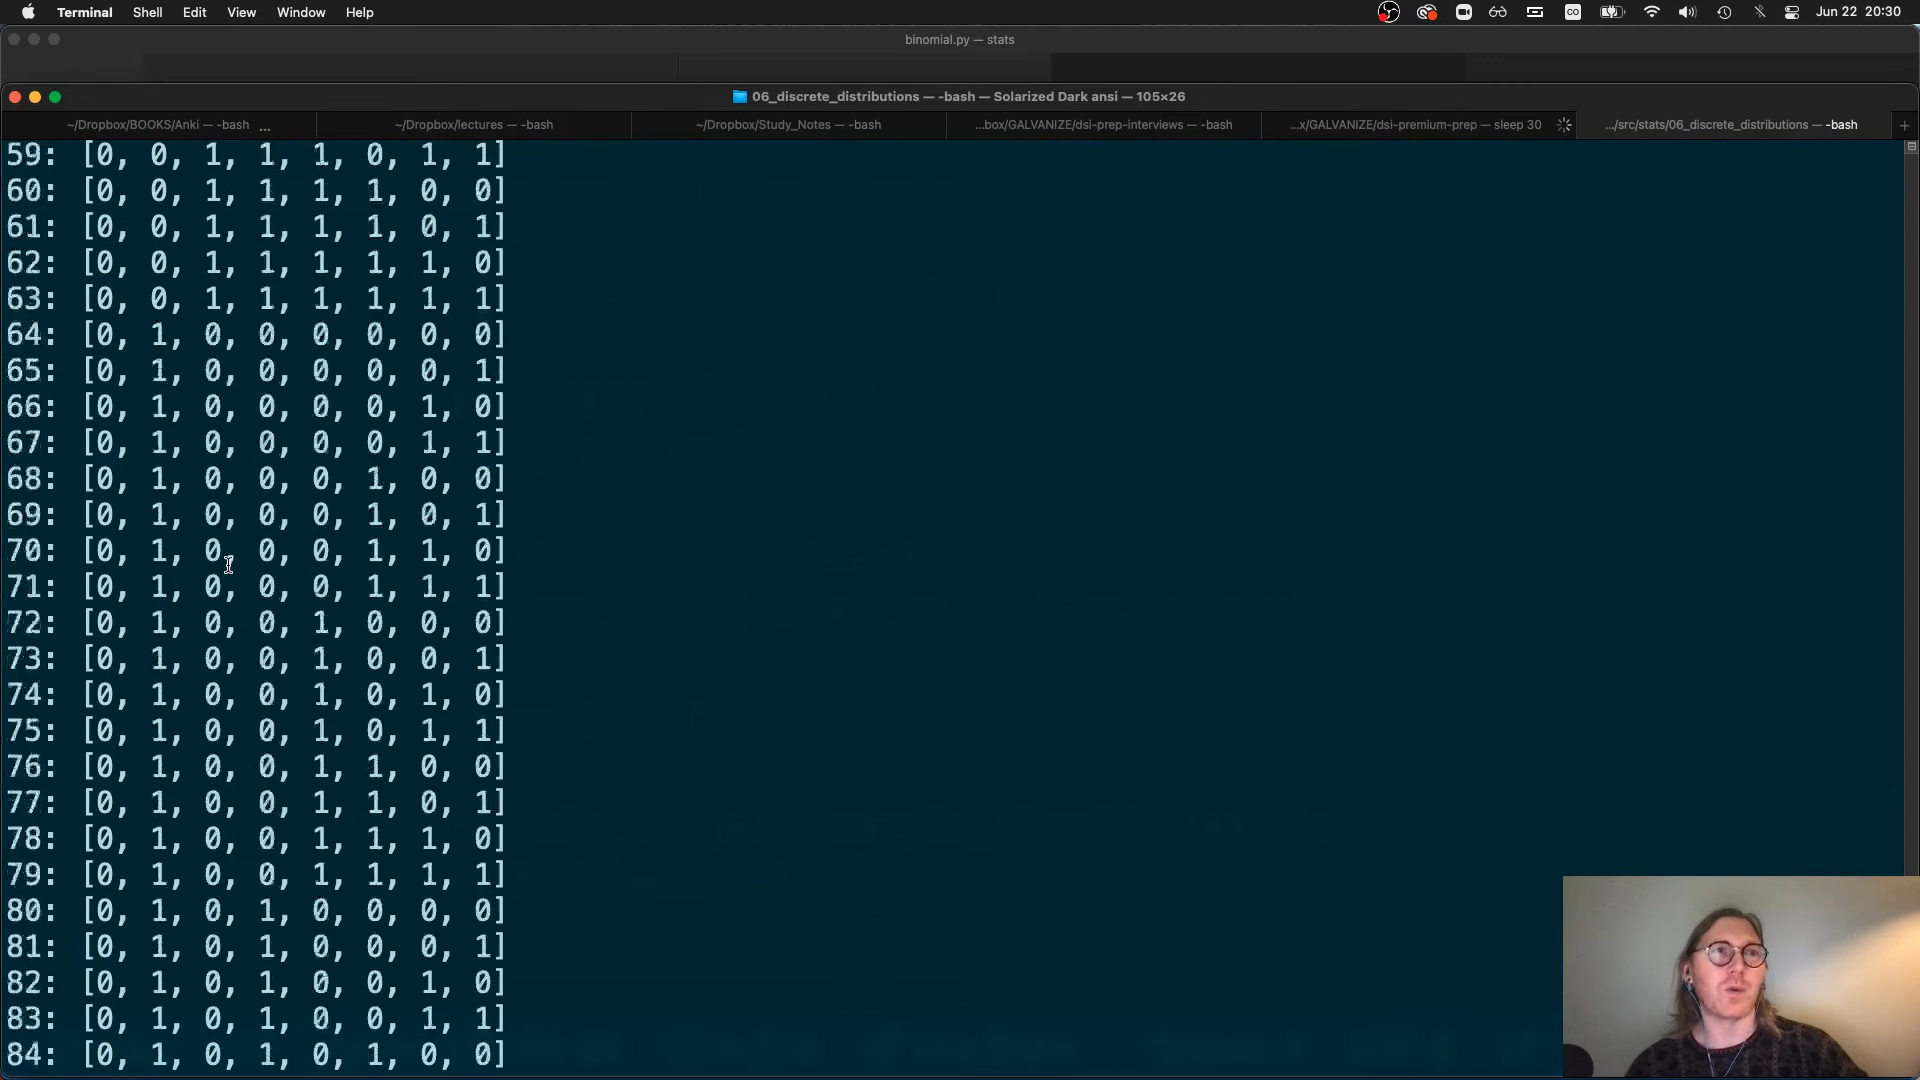 Terminal Shell Edit View Window Help Jun 22 20:30
binomial.py — stats
06_discrete_distributions — -bash — Solarized Dark ansi — 105×26
~/Dropbox/BOOKS/Anki — -bash ... ~/Dropbox/lectures — -bash ~/Dropbox/Study_Notes — -bash ...box/GALVANIZE/dsi-prep-interviews — -bash ...x/GALVANIZE/dsi-premium-prep — sleep 30 .../src/stats/06_discrete_distributions — -bash +
59: [0, 0, 1, 1, 1, 0, 1, 1]
60: [0, 0, 1, 1, 1, 1, 0, 0]
61: [0, 0, 1, 1, 1, 1, 0, 1]
62: [0, 0, 1, 1, 1, 1, 1, 0]
63: [0, 0, 1, 1, 1, 1, 1, 1]
64: [0, 1, 0, 0, 0, 0, 0, 0]
65: [0, 1, 0, 0, 0, 0, 0, 1]
66: [0, 1, 0, 0, 0, 0, 1, 0]
67: [0, 1, 0, 0, 0, 0, 1, 1]
68: [0, 1, 0, 0, 0, 1, 0, 0]
69: [0, 1, 0, 0, 0, 1, 0, 1]
70: [0, 1, 0, 0, 0, 1, 1, 0]
71: [0, 1, 0, 0, 0, 1, 1, 1]
72: [0, 1, 0, 0, 1, 0, 0, 0]
73: [0, 1, 0, 0, 1, 0, 0, 1]
74: [0, 1, 0, 0, 1, 0, 1, 0]
75: [0, 1, 0, 0, 1, 0, 1, 1]
76: [0, 1, 0, 0, 1, 1, 0, 0]
77: [0, 1, 0, 0, 1, 1, 0, 1]
78: [0, 1, 0, 0, 1, 1, 1, 0]
79: [0, 1, 0, 0, 1, 1, 1, 1]
80: [0, 1, 0, 1, 0, 0, 0, 0]
81: [0, 1, 0, 1, 0, 0, 0, 1]
82: [0, 1, 0, 1, 0, 0, 1, 0]
83: [0, 1, 0, 1, 0, 0, 1, 1]
84: [0, 1, 0, 1, 0, 1, 0, 0]